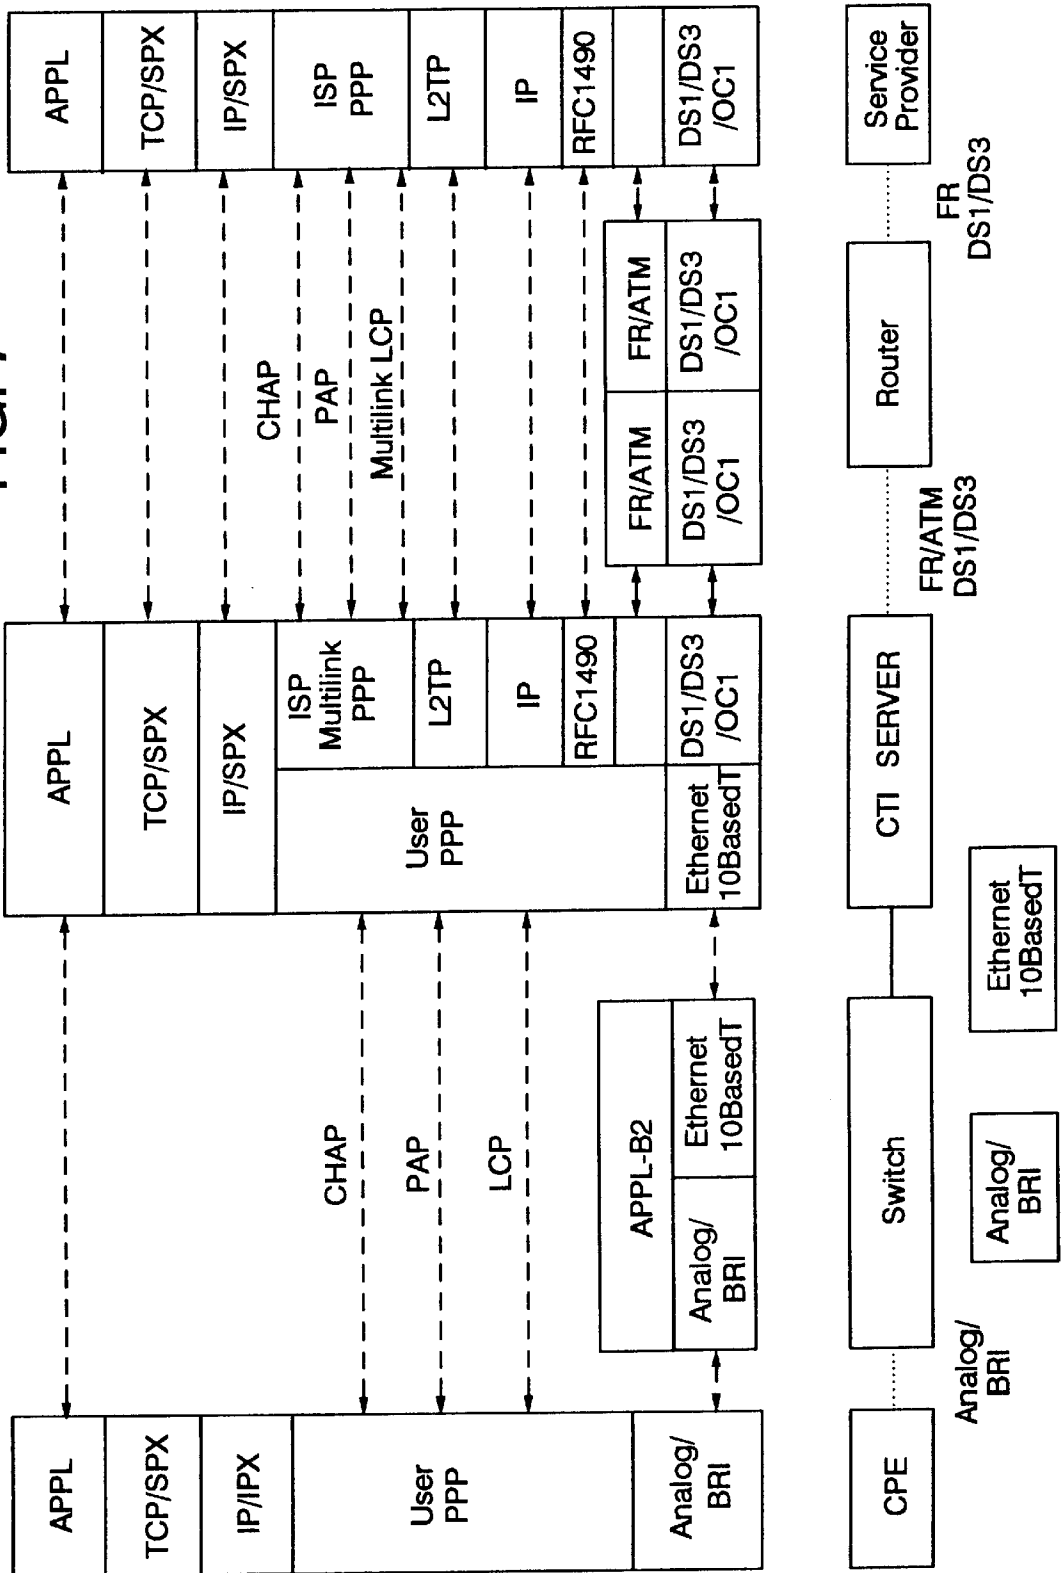 APPL
TCP/SPX
IP/IPX
User
PPP
Analog/
BRI
CHAP
PAP
LCP
APPL-B2
Analog/
BRI
Ethernet
10BasedT
APPL
TCP/SPX
IP/SPX
User
PPP
Ethernet
10BasedT
ISP
Multilink
PPP
L2TP
IP
RFC1490
DS1/DS3
/OC1
CHAP
PAP
Multilink LCP
FR/ATM
DS1/DS3
/OC1
FR/ATM
DS1/DS3
/OC1
APPL
TCP/SPX
IP/SPX
ISP
PPP
L2TP
IP
RFC1490
DS1/DS3
/OC1
CPE
Analog/
BRI
Switch
Analog/
BRI
Ethernet
10BasedT
CTI SERVER
FR/ATM
DS1/DS3
Router
FR
DS1/DS3
Service
Provider